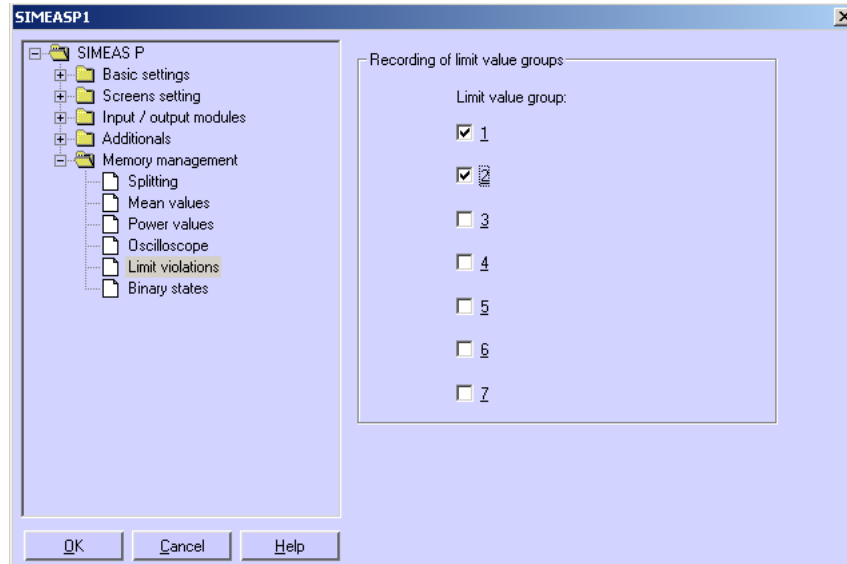 SIMEASP1
SIMEAS P
Basic settings
Screens setting
Input / output modules
Additionals
Memory management
Splitting
Mean values
Power values
Oscilloscope
Limit violations
Binary states
Recording of limit value groups
Limit value group:
1
2
3
4
5
6
7
OK
Cancel
Help